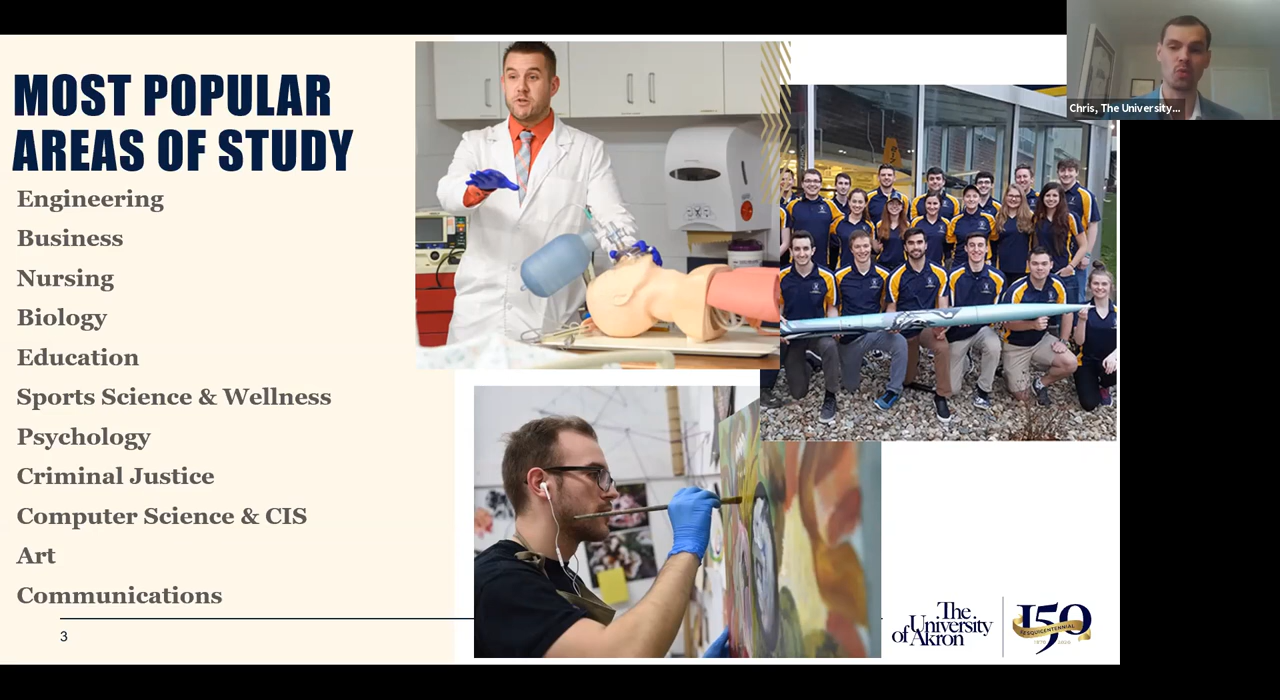 MOST POPULAR
AREAS OF STUDY
Engineering
Business
Nursing
Biology
Education
Sports Science & Wellness
Psychology
Criminal Justice
Computer Science & CIS
Art
Communications
3
Chris, The University...
The
University
of Akron
150
SESQUICENTENNIAL